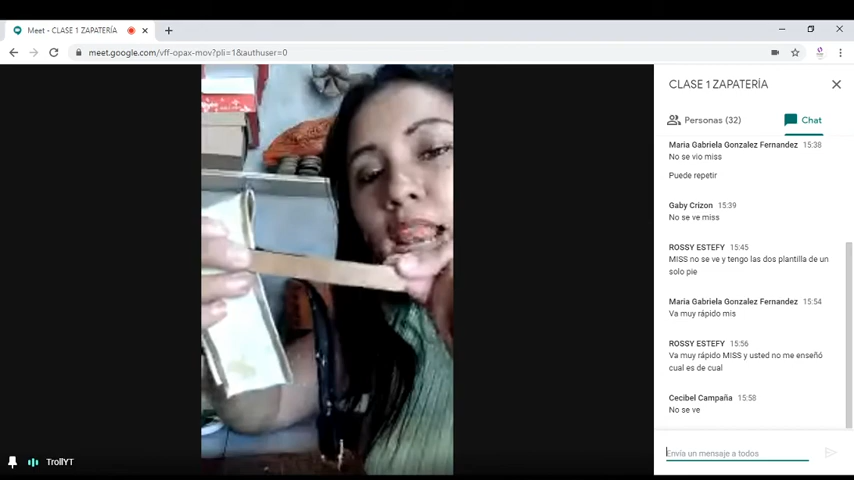 Meet - CLASE 1 ZAPATERÍA
meet.google.com/vff-opax-mov?pli=1&authuser=0
CLASE 1 ZAPATERÍA
Personas (32)
Chat
Maria Gabriela Gonzalez Fernandez 15:38
No se vio miss
Puede repetir
Gaby Crizon 15:39
No se ve miss
ROSSY ESTEFY 15:45
MISS no se ve y tengo las dos plantilla de un
solo pie
Maria Gabriela Gonzalez Fernandez 15:54
Va muy rápido mis
ROSSY ESTEFY 15:56
Va muy rápido MISS y usted no me enseñó
cual es de cual
Cecibel Campaña 15:58
No se ve
Envía un mensaje a todos
TrollYT